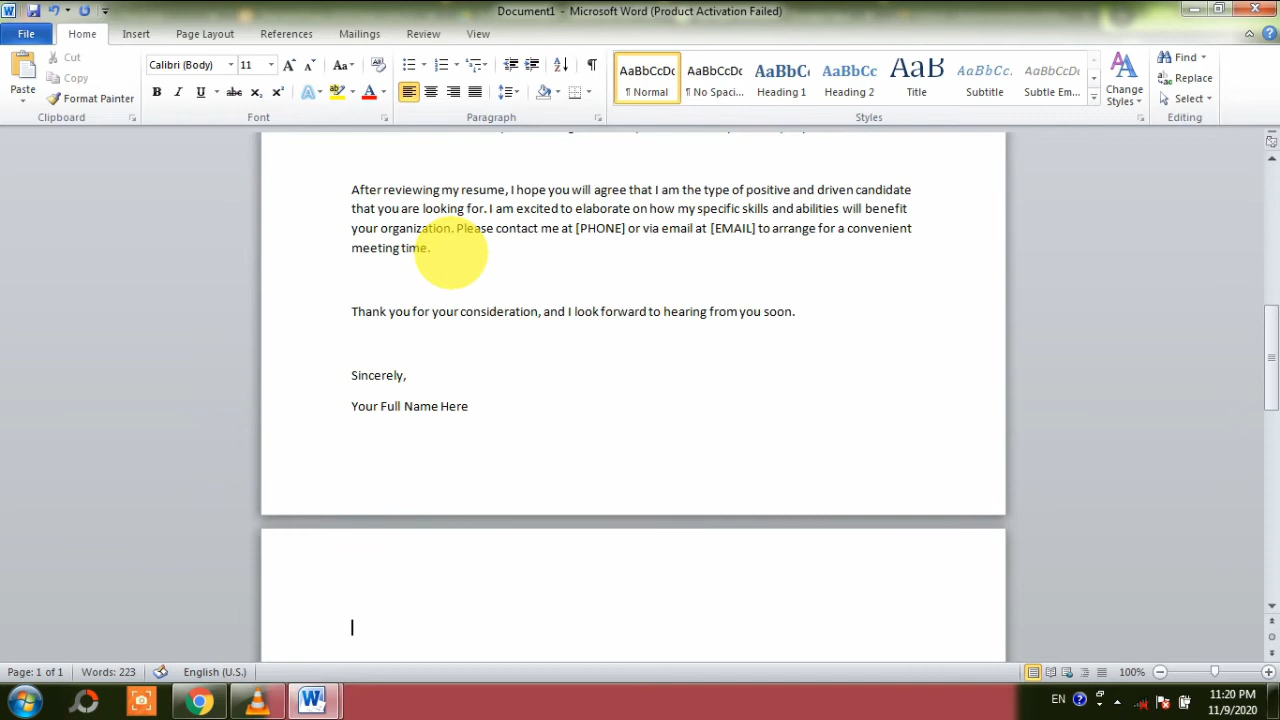 Document1 - Microsoft Word (Product Activation Failed)
File Home Insert Page Layout References Mailings Review View
Cut
Copy
Paste
Format Painter
Clipboard
Calibri (Body) 11
Font
Paragraph
AaBbCcDc AaBbCcDc AaBbCc AaBbCc AaB AaBbCc. AaBbCcDc
¶ Normal ¶ No Spaci... Heading 1 Heading 2 Title Subtitle Subtle Em...
Change
Styles
Styles
Find
Replace
Select
Editing
After reviewing my resume, I hope you will agree that I am the type of positive and driven candidate
that you are looking for. I am excited to elaborate on how my specific skills and abilities will benefit
your organization. Please contact me at [PHONE] or via email at [EMAIL] to arrange for a convenient
meeting time.
Thank you for your consideration, and I look forward to hearing from you soon.
Sincerely,
Your Full Name Here
Page: 1 of 1 Words: 223 English (U.S.) 100%
EN 11:20 PM
11/9/2020